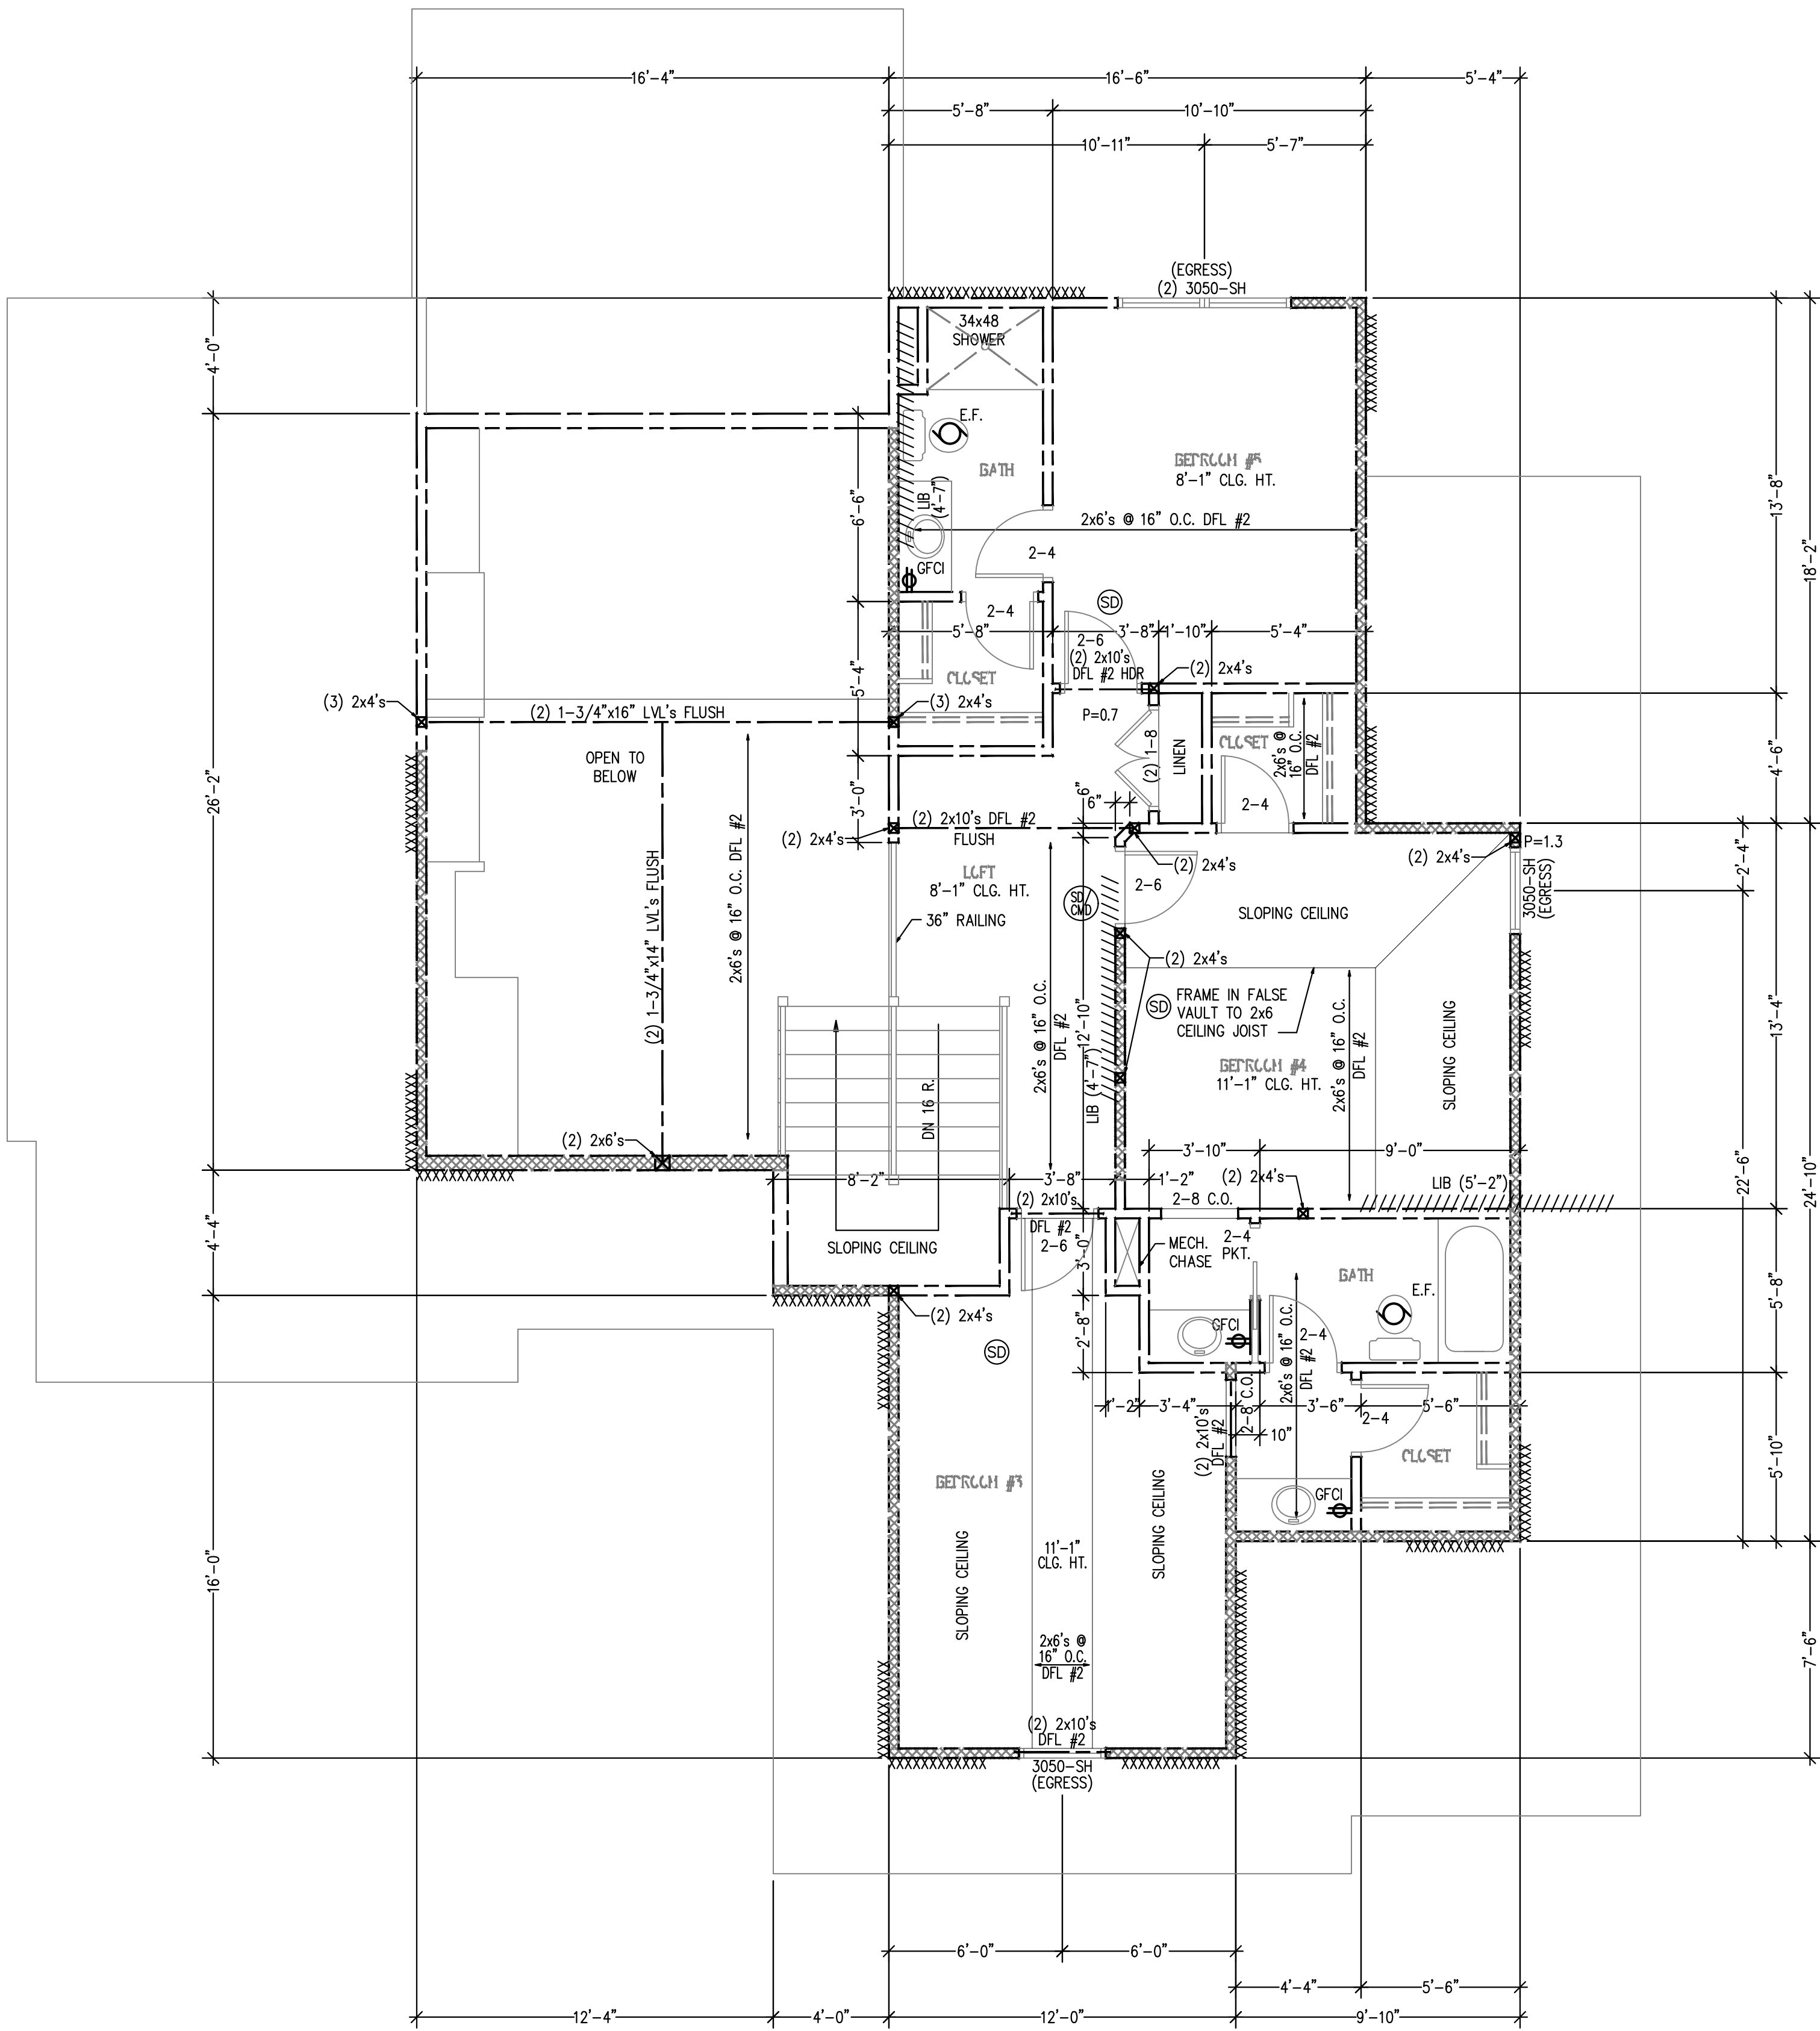 16'-4"
16'-6"
5'-4"
5'-8"
10'-10"
10'-11"
5'-7"
(EGRESS)
(2) 3050-SH
34x48
SHOWER
4'-0"
E.F.
BATH
BEDROOM #5
8'-1" CLG. HT.
LIB
(4'-7")
6'-6"
13'-8"
18'-2"
2x6's @ 16" O.C. DFL #2
2-4
GFCI
2-4
SD
5'-8"
2-6
3'-8"
1'-10"
5'-4"
(2) 2x10's
DFL #2 HDR
(2) 2x4's
CLOSET
5'-4"
(3) 2x4's
(2) 1-3/4"x16" LVL's FLUSH
(3) 2x4's
P=0.7
(2) 1-8
LINEN
CLOSET
2x6's @
16" O.C.
DFL #2
4'-6"
OPEN TO
BELOW
26'-2"
3'-0"
6"
6"
2-4
(2) 2x4's
(2) 2x10's DFL #2
FLUSH
(2) 2x4's
(2) 2x4's
P=1.3
2'-4"
3050-SH
(EGRESS)
LOFT
8'-1" CLG. HT.
36" RAILING
SD/
CMD
2-6
SLOPING CEILING
2x6's @ 16" O.C. DFL #2
(2) 1-3/4"x14" LVL's FLUSH
(2) 2x4's
SD
FRAME IN FALSE
VAULT TO 2x6
CEILING JOIST
2x6's @ 16" O.C.
DFL #2
12'-10"
LIB (4'-7")
BEDROOM #4
11'-1" CLG. HT.
2x6's @ 16" O.C.
DFL #2
SLOPING CEILING
13'-4"
DN 16 R.
(2) 2x6's
3'-10"
9'-0"
22'-6"
24'-10"
8'-2"
3'-8"
1'-2"
(2) 2x4's
LIB (5'-2")
(2) 2x10's
DFL #2
2-6
2-8 C.O.
4'-4"
SLOPING CEILING
3'-0"
MECH.
CHASE
2-4
PKT.
BATH
E.F.
5'-8"
(2) 2x4's
SD
2'-8"
GFCI
2x6's @ 16" O.C.
DFL #2
2-4
1'-2"
3'-4"
2-8 C.O.
3'-6"
5'-6"
2-4
10"
(2) 2x10's
DFL #2
CLOSET
5'-10"
BEDROOM #3
GFCI
SLOPING CEILING
11'-1"
CLG. HT.
SLOPING CEILING
16'-0"
2x6's @
16" O.C.
DFL #2
7'-6"
(2) 2x10's
DFL #2
3050-SH
(EGRESS)
6'-0"
6'-0"
4'-4"
5'-6"
12'-4"
4'-0"
12'-0"
9'-10"